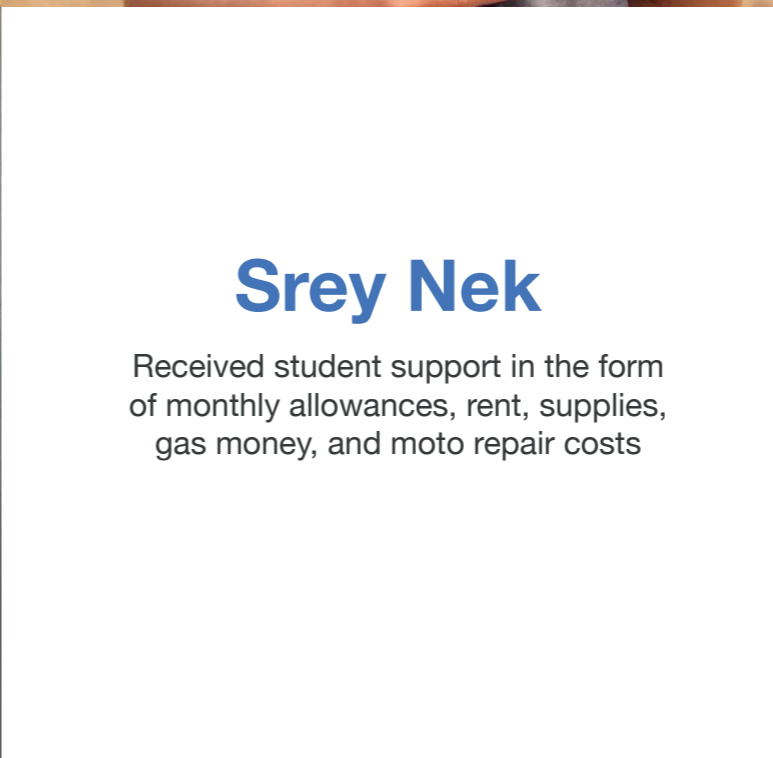 Srey Nek
Received student support in the form
of monthly allowances, rent, supplies,
gas money, and moto repair costs